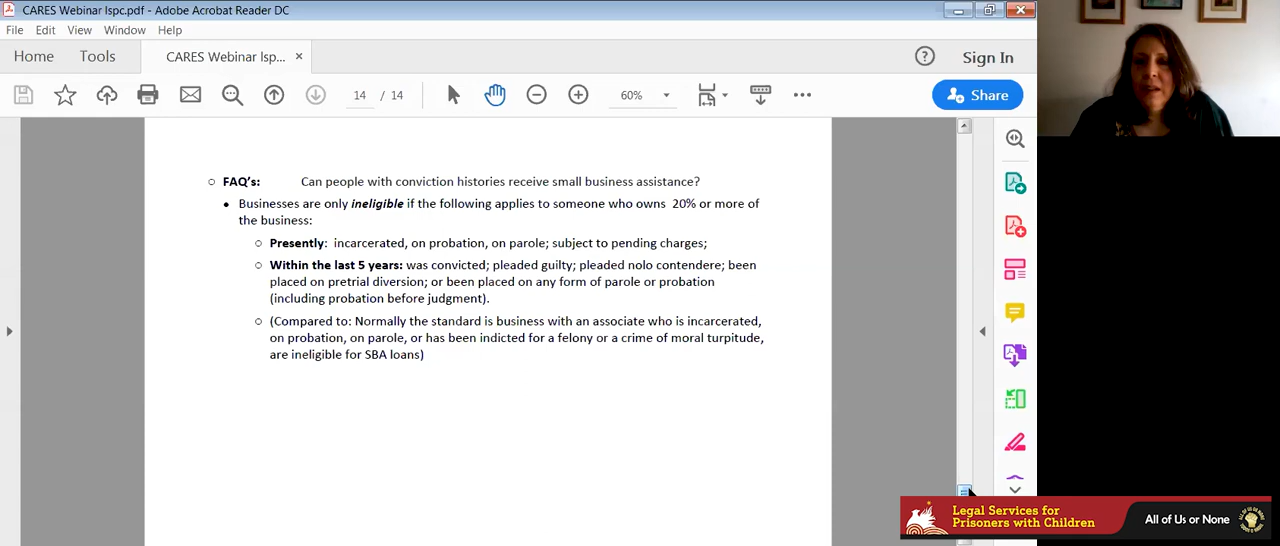 CARES Webinar lspc.pdf - Adobe Acrobat Reader DC
File Edit View Window Help
Home Tools CARES Webinar lsp... × Sign In
14 / 14 60% Share
FAQ's: Can people with conviction histories receive small business assistance?
Businesses are only ineligible if the following applies to someone who owns 20% or more of
the business:
Presently: incarcerated, on probation, on parole; subject to pending charges;
Within the last 5 years: was convicted; pleaded guilty; pleaded nolo contendere; been
placed on pretrial diversion; or been placed on any form of parole or probation
(including probation before judgment).
(Compared to: Normally the standard is business with an associate who is incarcerated,
on probation, on parole, or has been indicted for a felony or a crime of moral turpitude,
are ineligible for SBA loans)
Legal Services for
Prisoners with Children
All of Us or None